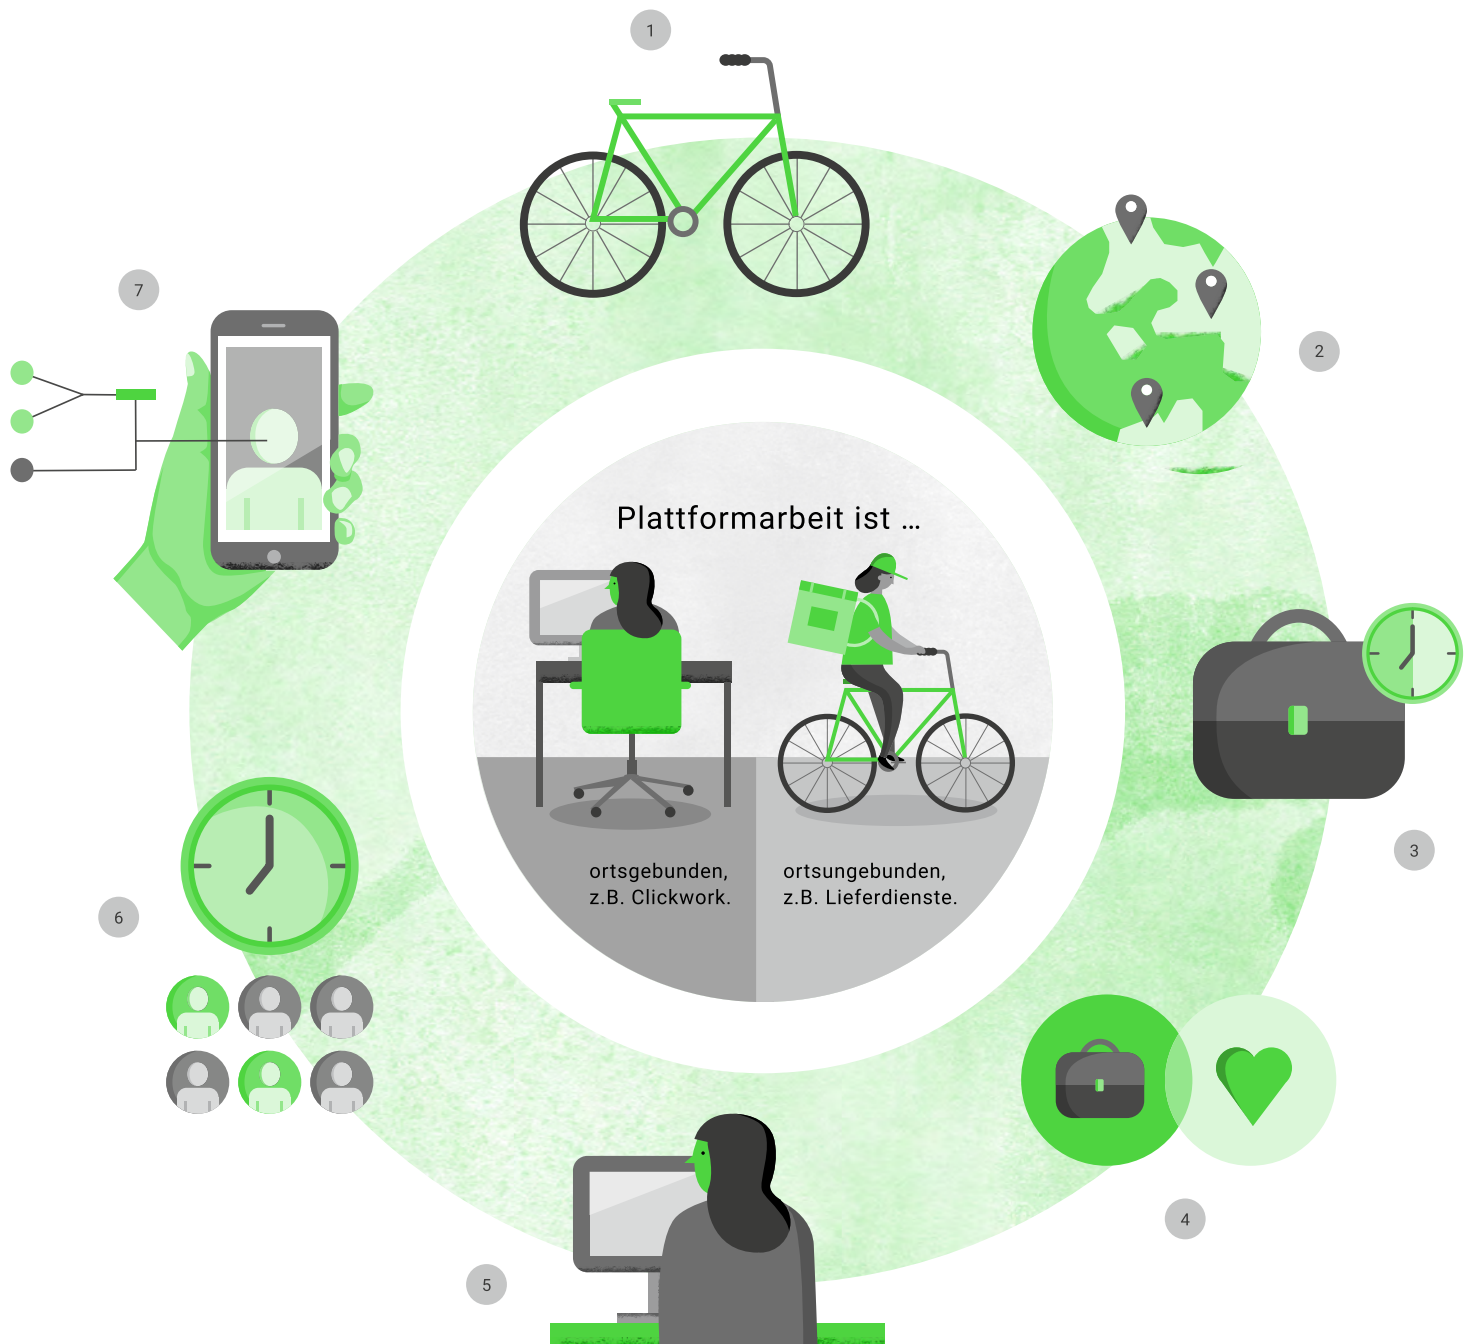 1
2
7
Plattformarbeit ist ...
ortsgebunden,
z.B. Clickwork.
ortsungebunden,
z.B. Lieferdienste.
3
6
4
5